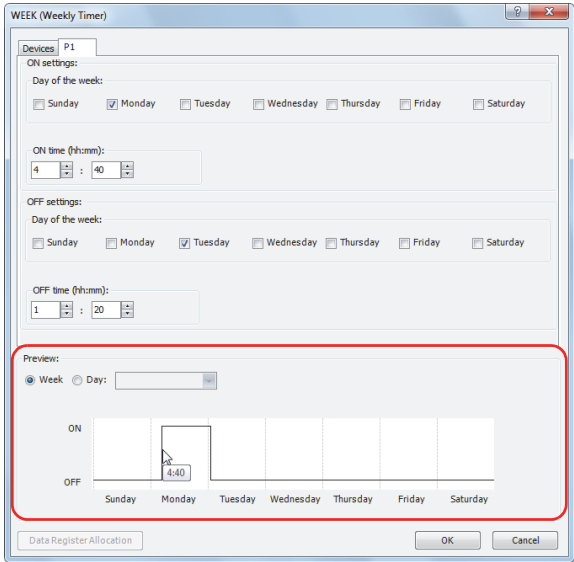 WEEK (Weekly Timer)
Devices P1
ON settings:
Day of the week:
Sunday Monday Tuesday Wednesday Thursday Friday Saturday
ON time (hh:mm):
4 : 40
OFF settings:
Day of the week:
Sunday Monday Tuesday Wednesday Thursday Friday Saturday
OFF time (hh:mm):
1 : 20
Preview:
Week Day:
ON
4:40
OFF
Sunday Monday Tuesday Wednesday Thursday Friday Saturday
Data Register Allocation OK Cancel